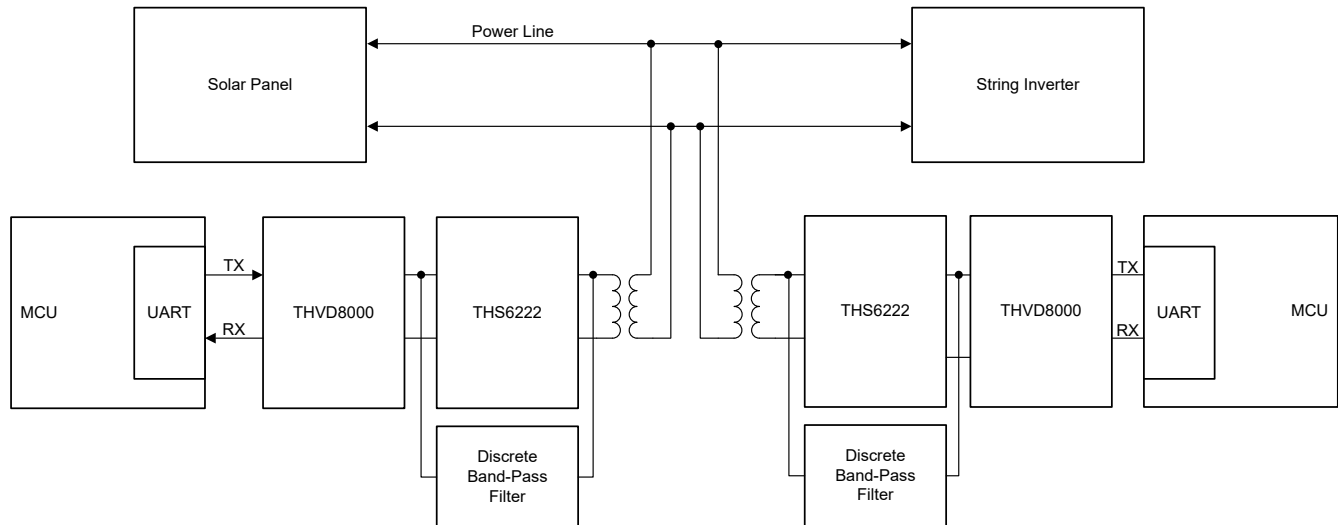 Power Line
Solar Panel
String Inverter
MCU
UART
TX
RX
THVD8000
THS6222
Discrete
Band-Pass
Filter
THS6222
THVD8000
TX
RX
UART
MCU
Discrete
Band-Pass
Filter